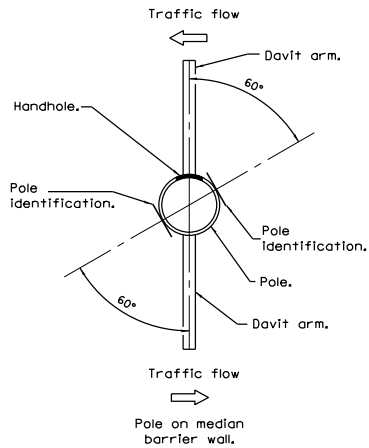 Traffic flow
Davit arm.
60°
Handhole.
Pole
identification.
Pole
identification.
Pole.
60°
Davit arm.
Traffic flow
Pole on median
barrier wall.